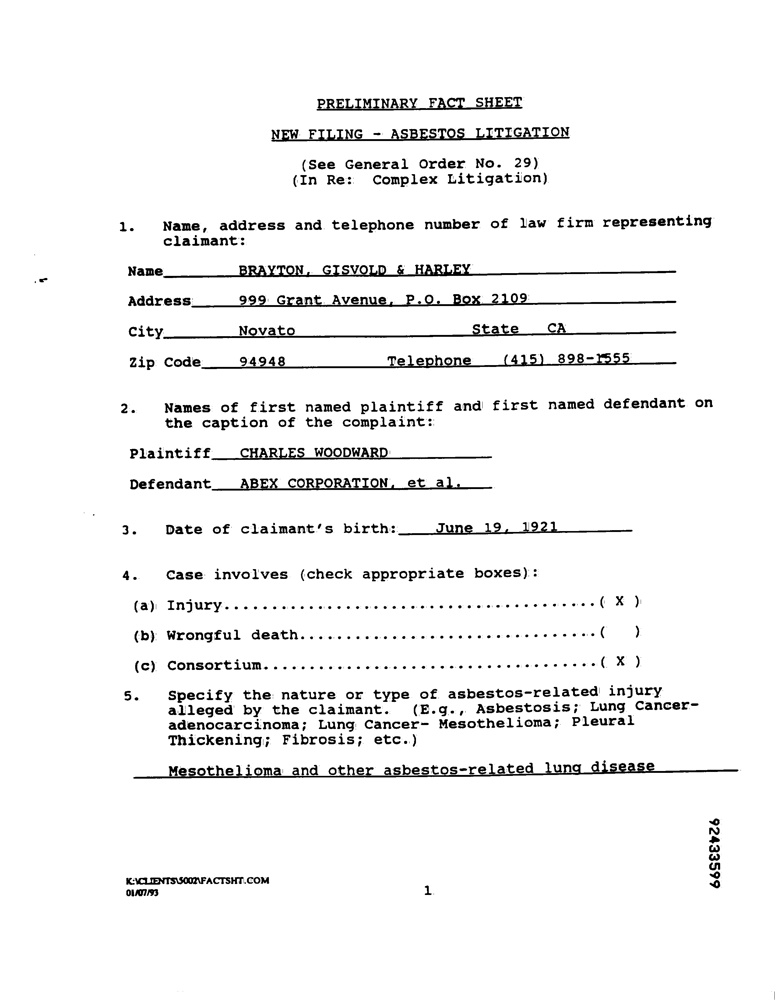 PRELIMINARY FACT SHEET
NEW FILING - ASBESTOS LITIGATION
(See General Order No. 29)
(In Re: Complex Litigation)
1. Name, address and telephone number of law firm representing
claimant:
Name BRAYTON, GISVOLD & HARLEY
Address 999 Grant Avenue, P.O. Box 2109
City Novato State CA
Zip Code 94948 Telephone (415) 898-1555
2. Names of first named plaintiff and first named defendant on
the caption of the complaint:
Plaintiff CHARLES WOODWARD
Defendant ABEX CORPORATION, et al.
3. Date of claimant's birth: June 19, 1921
4. Case involves (check appropriate boxes):
(a) Injury.......................................( X )
(b) Wrongful death...............................( )
(c) Consortium...................................( X )
5. Specify the nature or type of asbestos-related injury
alleged by the claimant. (E.g., Asbestosis; Lung Cancer-
adenocarcinoma; Lung Cancer- Mesothelioma; Pleural
Thickening; Fibrosis; etc.)
Mesothelioma and other asbestos-related lung disease
92433599
K:\CLIENTS\5002\FACTSHT.COM
01/07/93
1